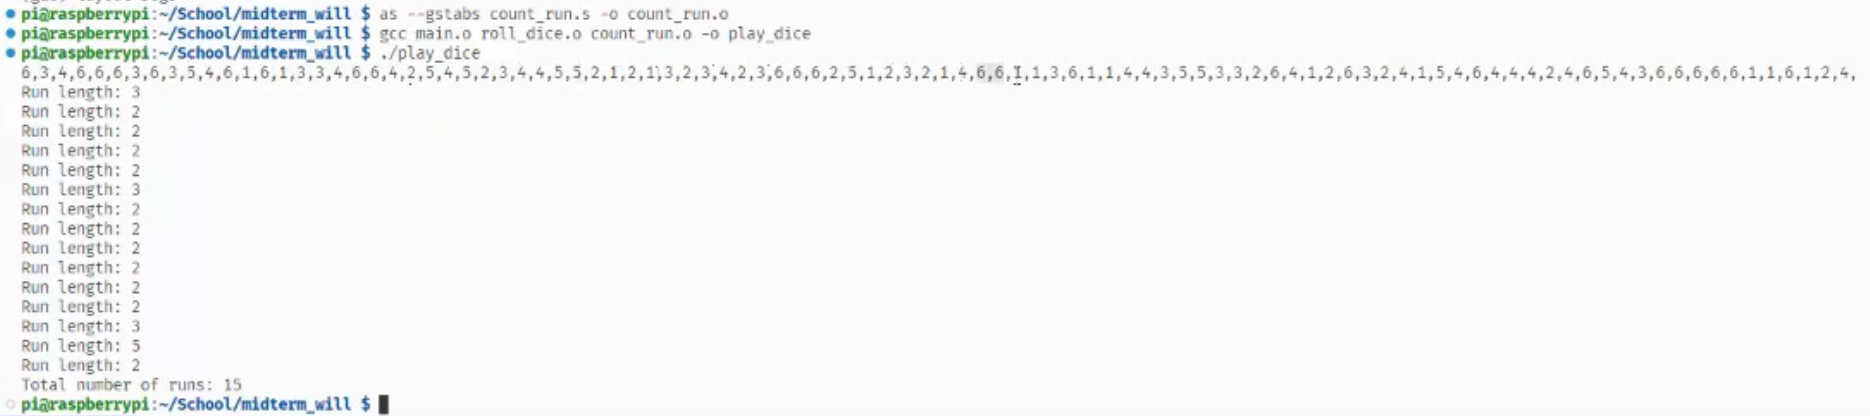 pi@raspberrypi:~/School/midterm_will $ as --gstabs count_run.s -o count_run.o
pi@raspberrypi:~/School/midterm_will $ gcc main.o roll_dice.o count_run.o -o play_dice
pi@raspberrypi:~/School/midterm_will $ ./play_dice
6,3,4,6,6,6,3,6,3,5,4,6,1,6,1,3,3,4,6,6,4,2,5,4,5,2,3,4,4,5,5,2,1,2,1,3,2,3,4,2,3,6,6,6,2,5,1,2,3,2,1,4,6,6,1,1,3,6,1,1,4,4,3,5,5,3,3,2,6,4,1,2,6,3,2,4,1,5,4,6,4,4,4,2,4,6,5,4,3,6,6,6,6,6,1,1,6,1,2,4,
Run length: 3
Run length: 2
Run length: 2
Run length: 2
Run length: 2
Run length: 3
Run length: 2
Run length: 2
Run length: 2
Run length: 2
Run length: 2
Run length: 2
Run length: 3
Run length: 5
Run length: 2
Total number of runs: 15
pi@raspberrypi:~/School/midterm_will $